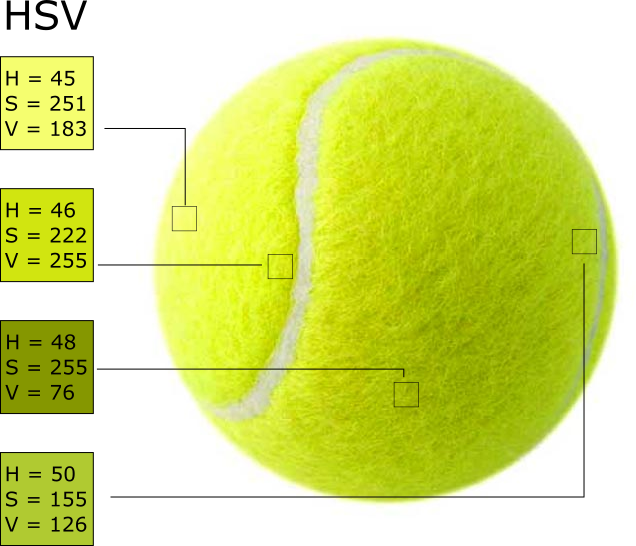 HSV
H = 45
S = 251
V = 183
H = 46
S = 222
V = 255
H = 48
S = 255
V = 76
H = 50
S = 155
V = 126